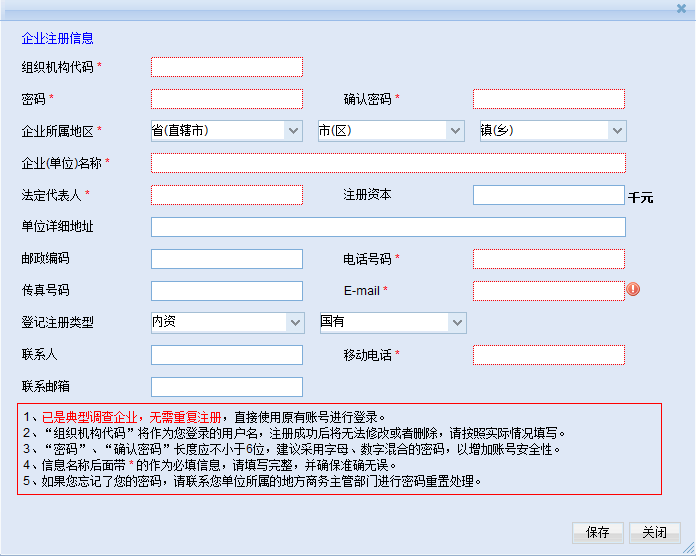 企业注册信息
组织机构代码 *
密码 * 确认密码 *
企业所属地区 * 省(直辖市) 市(区) 镇(乡)
企业(单位)名称 *
法定代表人 * 注册资本 千元
单位详细地址
邮政编码 电话号码 *
传真号码 E-mail *
登记注册类型 内资 国有
联系人 移动电话 *
联系邮箱
1、已是典型调查企业，无需重复注册，直接使用原有账号进行登录。
2、“组织机构代码”将作为您登录的用户名，注册成功后将无法修改或者删除，请按照实际情况填写。
3、“密码”、“确认密码”长度应不小于6位，建议采用字母、数字混合的密码，以增加账号安全性。
4、信息名称后面带 * 的作为必填信息，请填写完整，并确保准确无误。
5、如果您忘记了您的密码，请联系您单位所属的地方商务主管部门进行密码重置处理。
保存 关闭